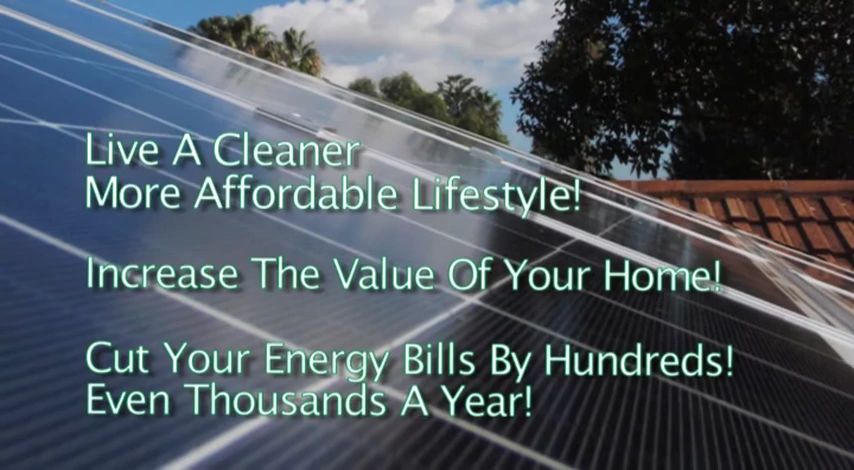 Live A Cleaner
More Affordable Lifestyle!
Increase The Value Of Your Home!
Cut Your Energy Bills By Hundreds!
Even Thousands A Year!